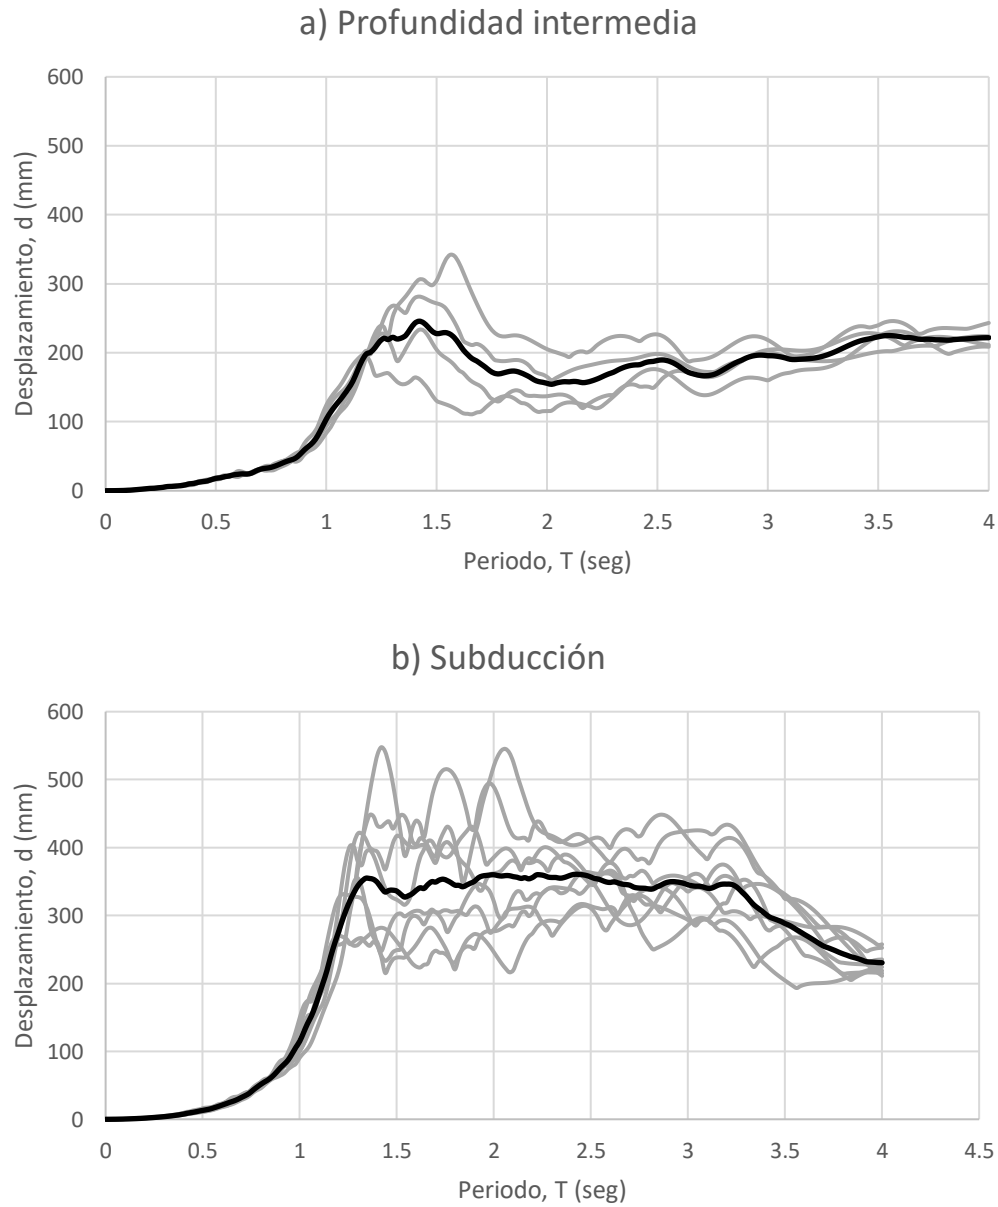 a) Profundidad intermedia
600
500
400
300
200
100
0
Desplazamiento, d (mm)
0 0.5 1 1.5 2 2.5 3 3.5 4
Periodo, T (seg)
b) Subducción
600
500
400
300
200
100
0
Desplazamiento, d (mm)
0 0.5 1 1.5 2 2.5 3 3.5 4 4.5
Periodo, T (seg)